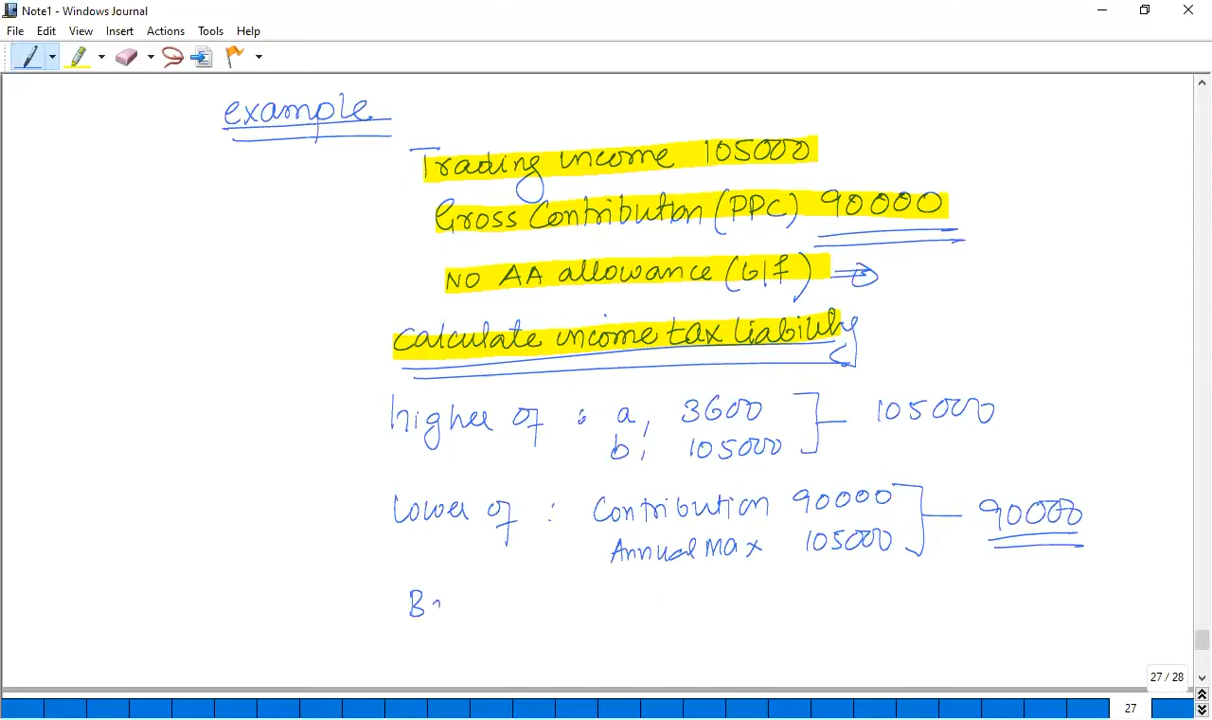 Note1 - Windows Journal
File Edit View Insert Actions Tools Help
example
Trading income 105000
Gross Contribution (PPC) 90000
NO AA allowance (b/f) ⇒
Calculate income tax liability
higher of : a, 3600
105000
b, 105000
Lower of : Contribution 90000
90000
Annual Max 105000
B
27 / 28
27